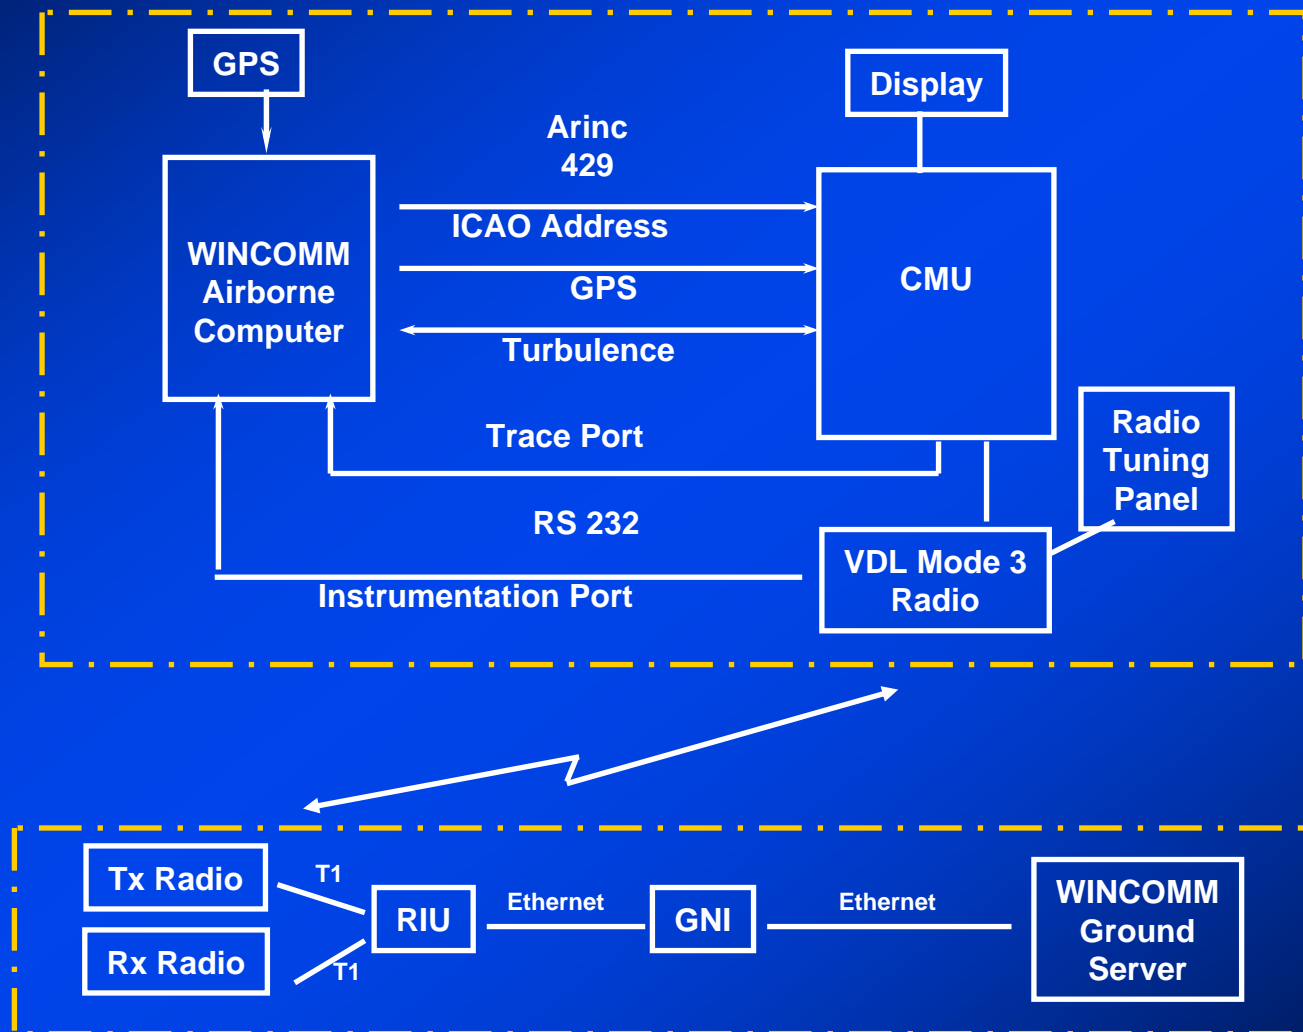 GPS
Display
Arinc
429
ICAO Address
WINCOMM
Airborne
Computer
GPS
CMU
Turbulence
Trace Port
Radio
Tuning
Panel
RS 232
VDL Mode 3
Radio
Instrumentation Port
Tx Radio
T1
RIU
Ethernet
GNI
Ethernet
WINCOMM
Ground
Server
Rx Radio
T1